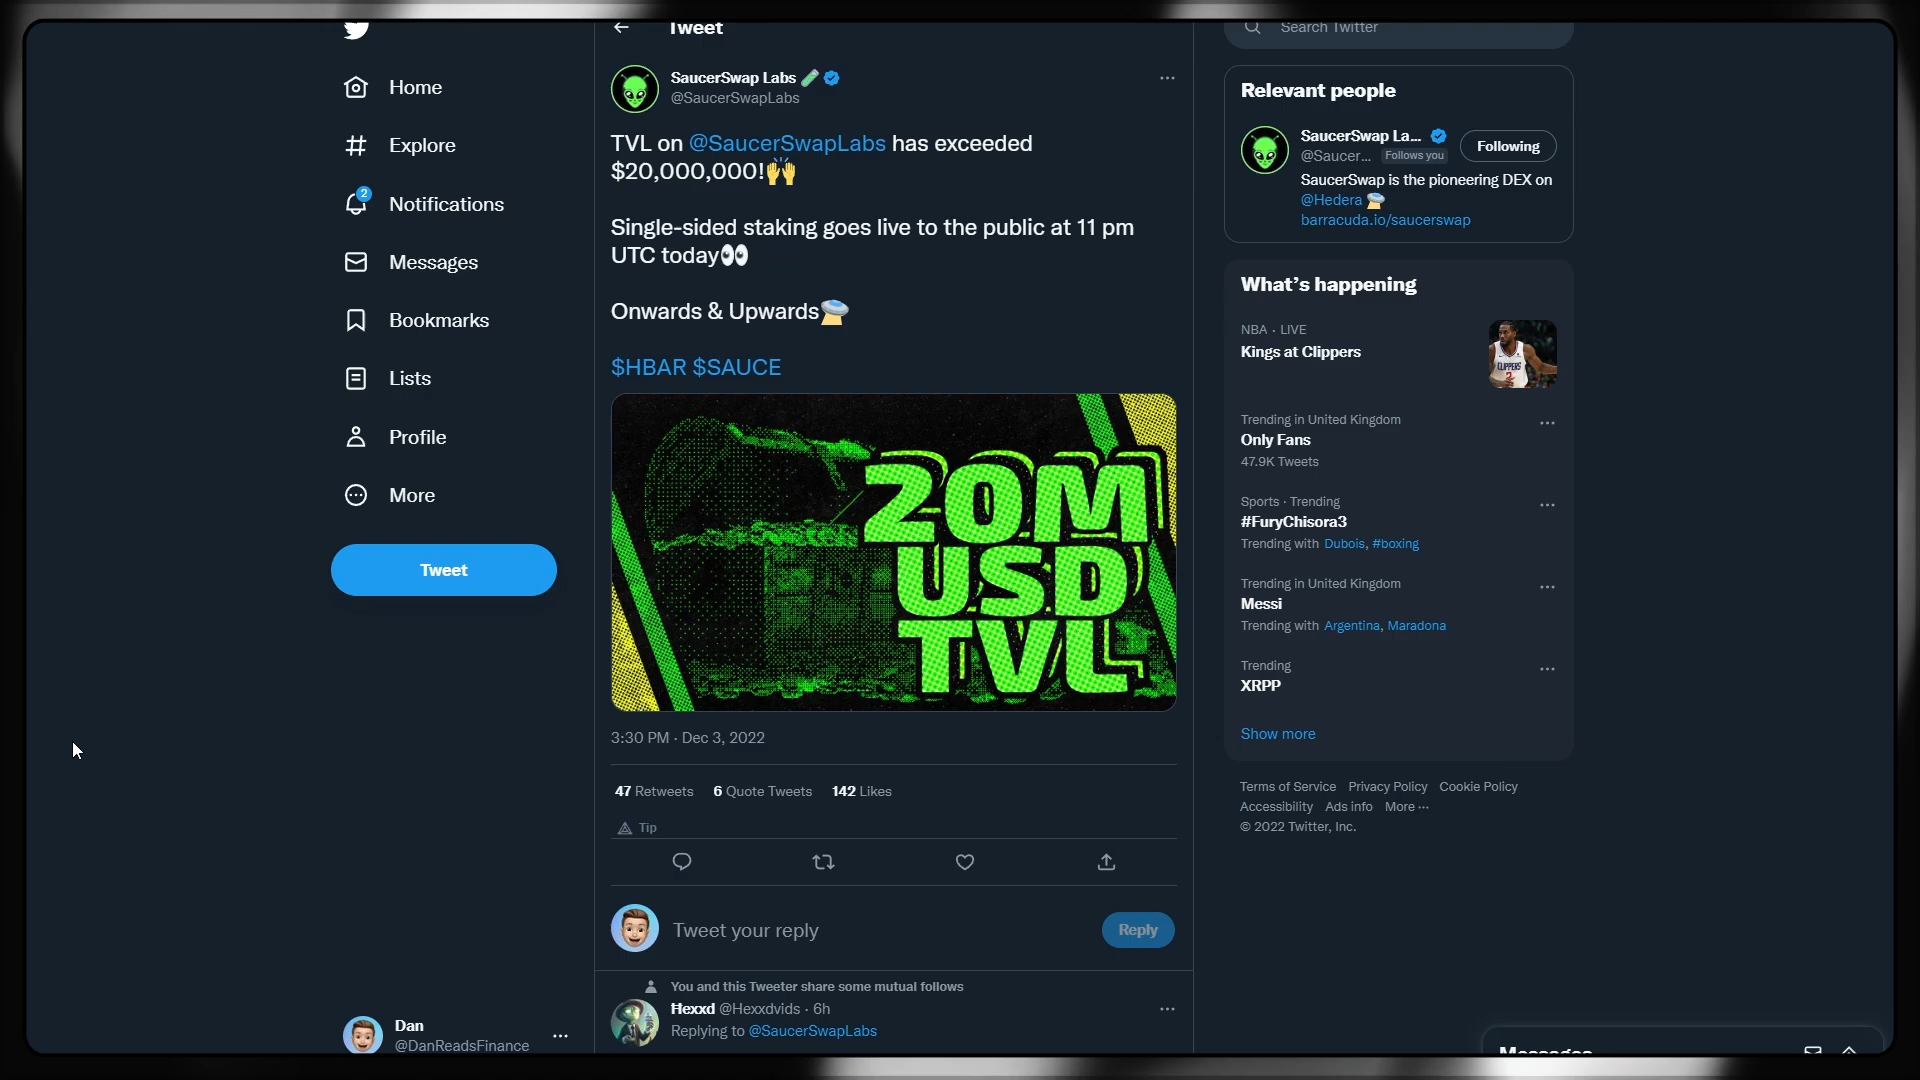 Home
Explore
2
Notifications
Messages
Bookmarks
Lists
Profile
More
Tweet
Dan
@DanReadsFinance
Tweet
SaucerSwap Labs
@SaucerSwapLabs
TVL on @SaucerSwapLabs has exceeded
$20,000,000!
Single-sided staking goes live to the public at 11 pm
UTC today
Onwards & Upwards
$HBAR $SAUCE
20M
USD
TVL
3:30 PM · Dec 3, 2022
47 Retweets 6 Quote Tweets 142 Likes
Tip
Tweet your reply
Reply
You and this Tweeter share some mutual follows
Ħexxd @Hexxdvids · 6h
Replying to @SaucerSwapLabs
Search Twitter
Relevant people
SaucerSwap La...
@Saucer... Follows you
Following
SaucerSwap is the pioneering DEX on
@Hedera
barracuda.io/saucerswap
What's happening
NBA · LIVE
Kings at Clippers
CLIPPERS
2
Trending in United Kingdom
Only Fans
47.9K Tweets
Sports · Trending
#FuryChisora3
Trending with Dubois, #boxing
Trending in United Kingdom
Messi
Trending with Argentina, Maradona
Trending
XRPP
Show more
Terms of Service Privacy Policy Cookie Policy
Accessibility Ads info More ...
© 2022 Twitter, Inc.
Messages